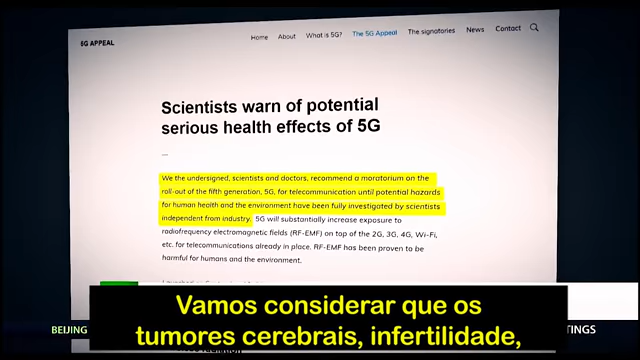 5G APPEAL
Home About What is 5G? The 5G Appeal The signatories News Contact
Scientists warn of potential
serious health effects of 5G
We the undersigned, scientists and doctors, recommend a moratorium on the
roll-out of the fifth generation, 5G, for telecommunication until potential hazards
for human health and the environment have been fully investigated by scientists
independent from industry. 5G will substantially increase exposure to
radiofrequency electromagnetic fields (RF-EMF) on top of the 2G, 3G, 4G, Wi-Fi,
etc. for telecommunications already in place. RF-EMF has been proven to be
harmful for humans and the environment.
Vamos considerar que os
tumores cerebrais, infertilidade,
BEIJING
TINGS